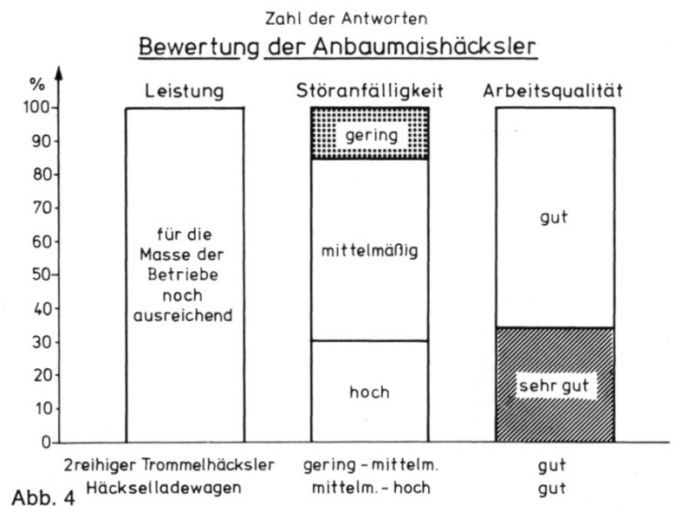 Zahl der Antworten
Bewertung der Anbaumaishäcksler
%
Leistung Störanfälligkeit Arbeitsqualität
100
90
80
70
60
50
40
30
20
10
0
für die
Masse der
Betriebe
noch
ausreichend
gering
mittelmäßig
hoch
gut
sehr gut
2reihiger Trommelhäcksler gering - mittelm. gut
Häckselladewagen mittelm. - hoch gut
Abb. 4